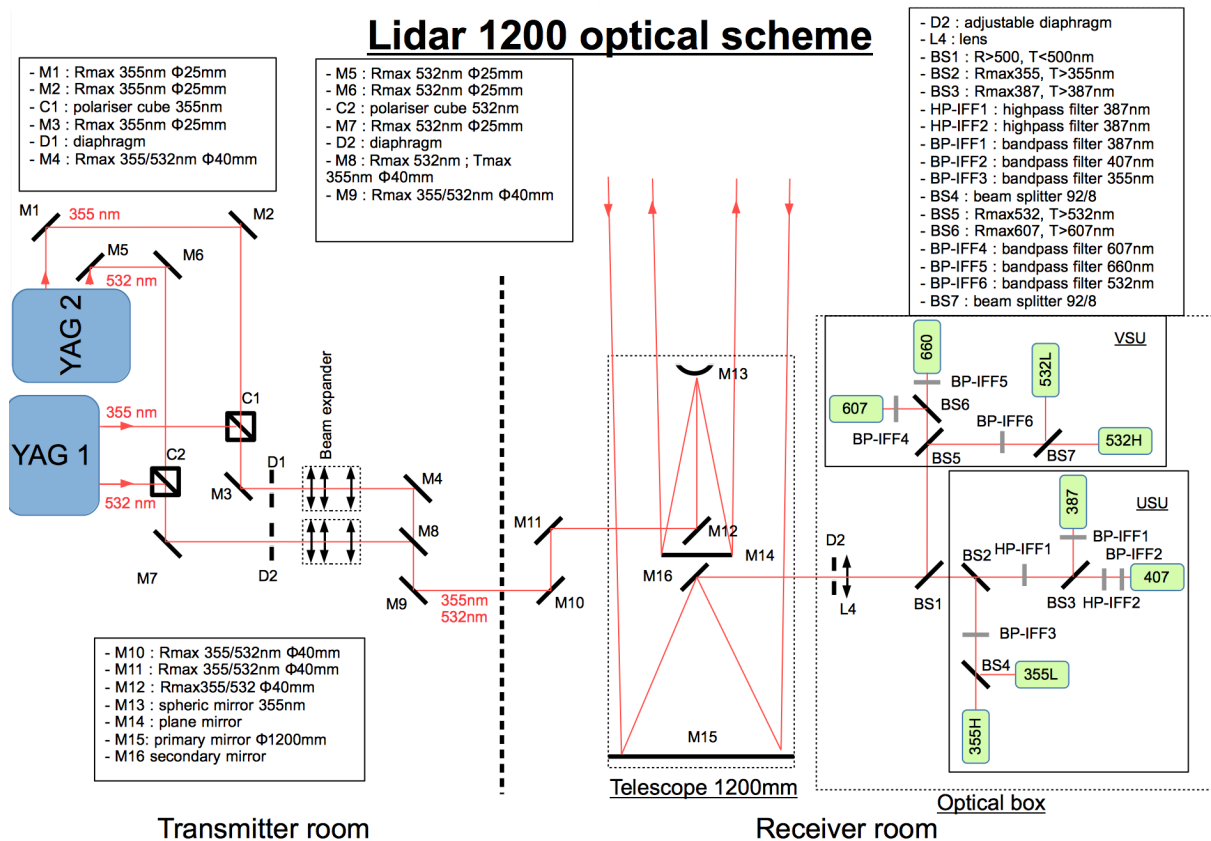 Lidar 1200 optical scheme
- M1 : Rmax 355nm Φ25mm
- M2 : Rmax 355nm Φ25mm
- C1 : polariser cube 355nm
- M3 : Rmax 355nm Φ25mm
- D1 : diaphragm
- M4 : Rmax 355/532nm Φ40mm
- M5 : Rmax 532nm Φ25mm
- M6 : Rmax 532nm Φ25mm
- C2 : polariser cube 532nm
- M7 : Rmax 532nm Φ25mm
- D2 : diaphragm
- M8 : Rmax 532nm ; Tmax
355nm Φ40mm
- M9 : Rmax 355/532nm Φ40mm
- D2 : adjustable diaphragm
- L4 : lens
- BS1 : R>500, T<500nm
- BS2 : Rmax355, T>355nm
- BS3 : Rmax387, T>387nm
- HP-IFF1 : highpass filter 387nm
- HP-IFF2 : highpass filter 387nm
- BP-IFF1 : bandpass filter 387nm
- BP-IFF2 : bandpass filter 407nm
- BP-IFF3 : bandpass filter 355nm
- BS4 : beam splitter 92/8
- BS5 : Rmax532, T>532nm
- BS6 : Rmax607, T>607nm
- BP-IFF4 : bandpass filter 607nm
- BP-IFF5 : bandpass filter 660nm
- BP-IFF6 : bandpass filter 532nm
- BS7 : beam splitter 92/8
M1
355 nm
M2
M5
M6
532 nm
YAG 2
YAG 1
355 nm
C1
C2
532 nm
M3
D1
Beam expander
M4
M8
M7
D2
M9
355nm
532nm
M11
M10
M13
M12
M14
M16
M15
Telescope 1200mm
D2
L4
BS1
VSU
660
BP-IFF5
532L
607
BS6
BP-IFF4
BP-IFF6
532H
BS5
BS7
USU
387
HP-IFF1
BP-IFF1
BS2
BP-IFF2
407
BS3
HP-IFF2
BP-IFF3
BS4
355L
355H
Optical box
- M10 : Rmax 355/532nm Φ40mm
- M11 : Rmax 355/532nm Φ40mm
- M12 : Rmax355/532 Φ40mm
- M13 : spheric mirror 355nm
- M14 : plane mirror
- M15: primary mirror Φ1200mm
- M16 secondary mirror
Transmitter room
Receiver room